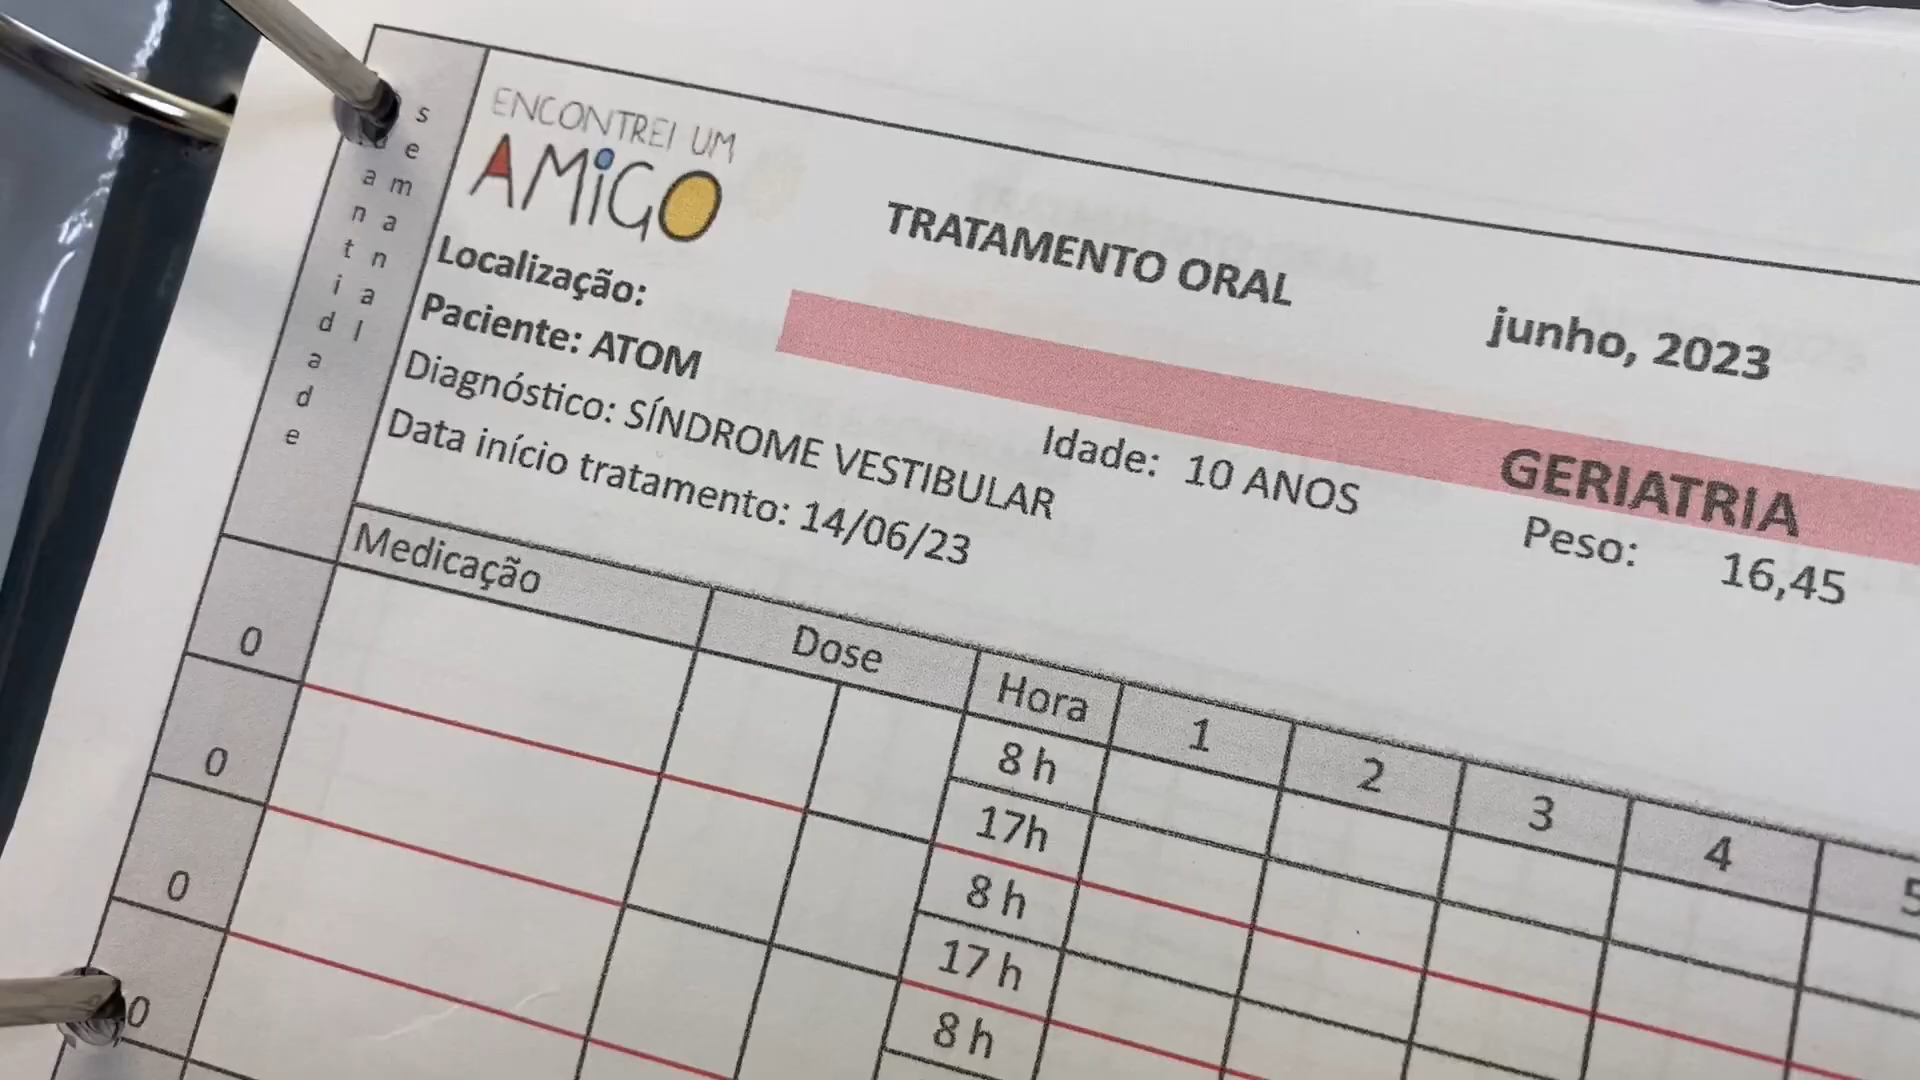 ENCONTREI UM
AMiGO
TRATAMENTO ORAL
junho, 2023
Localização:
Paciente: ATOM
GERIATRIA
Diagnóstico: SÍNDROME VESTIBULAR
Idade: 10 ANOS
Peso: 16,45
Data início tratamento: 14/06/23
semanal
Medicação
Dose
Hora
1
2
3
4
5
0
8 h
17h
0
8 h
17 h
0
8 h
0